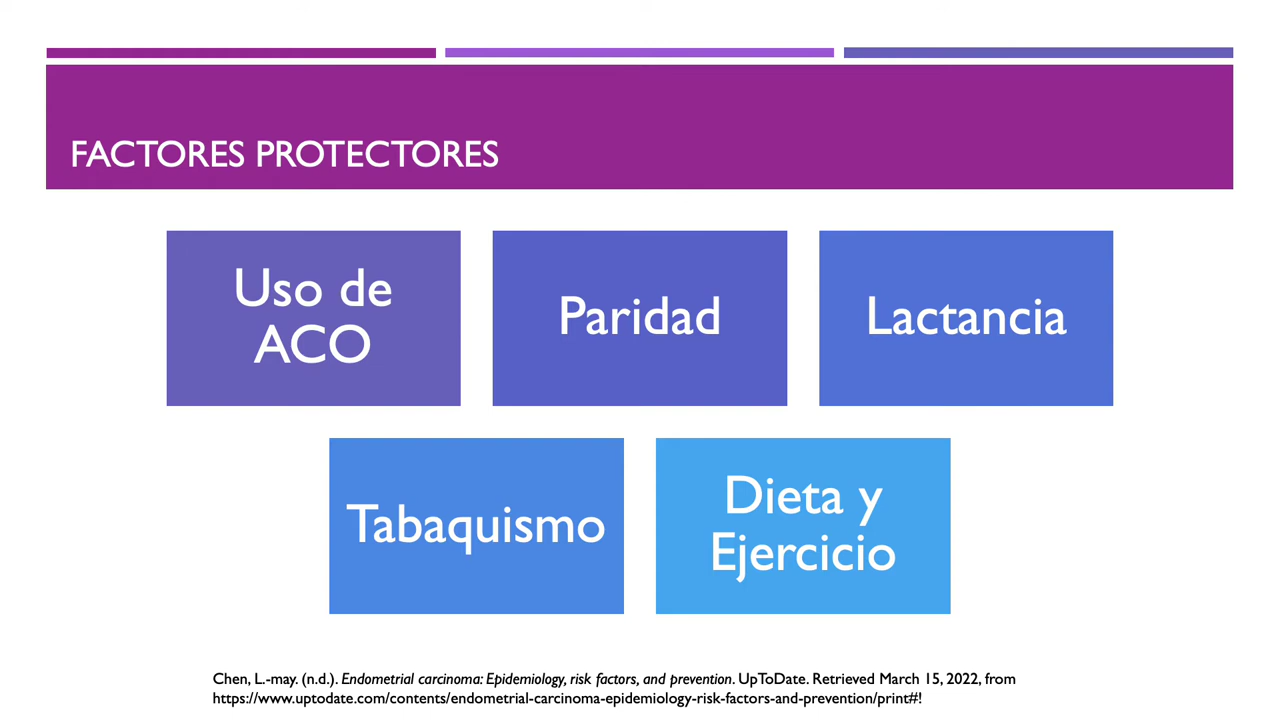 FACTORES PROTECTORES
Uso de
ACO
Paridad
Lactancia
Tabaquismo
Dieta y
Ejercicio
Chen, L.-may. (n.d.). Endometrial carcinoma: Epidemiology, risk factors, and prevention. UpToDate. Retrieved March 15, 2022, from
https://www.uptodate.com/contents/endometrial-carcinoma-epidemiology-risk-factors-and-prevention/print#!